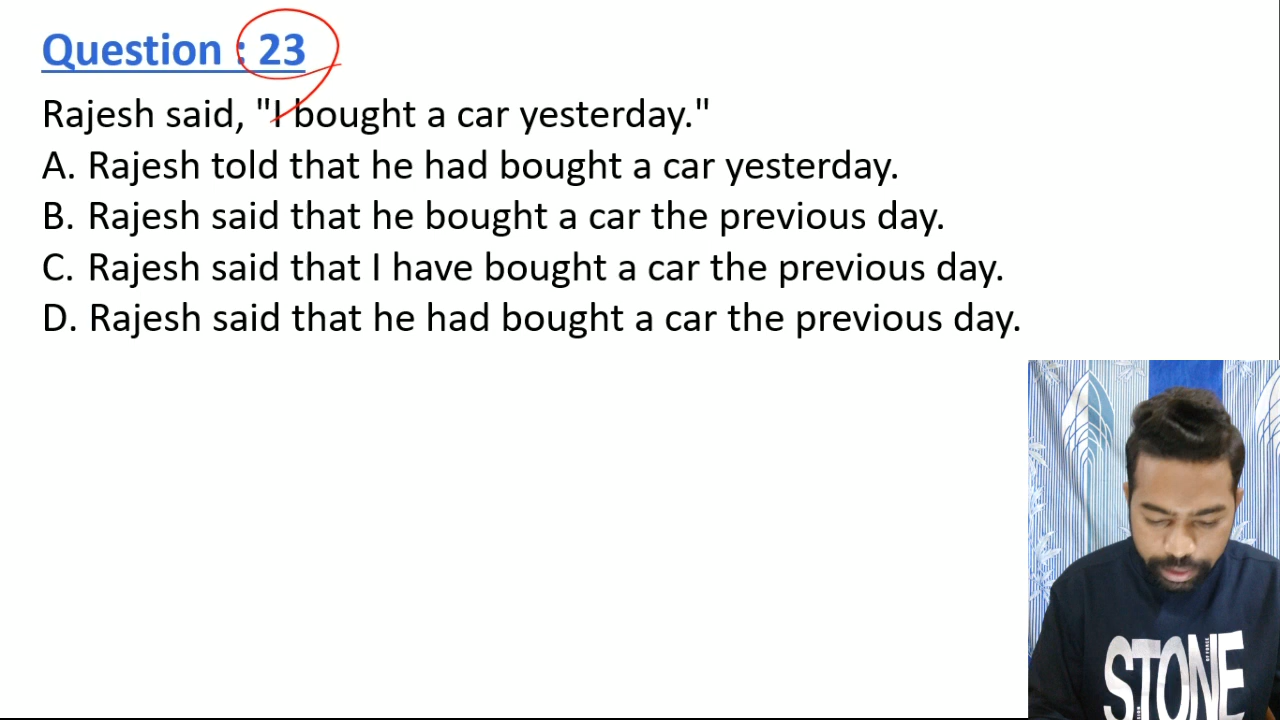 Question : 23
Rajesh said, "I bought a car yesterday."
A. Rajesh told that he had bought a car yesterday.
B. Rajesh said that he bought a car the previous day.
C. Rajesh said that I have bought a car the previous day.
D. Rajesh said that he had bought a car the previous day.
STONE